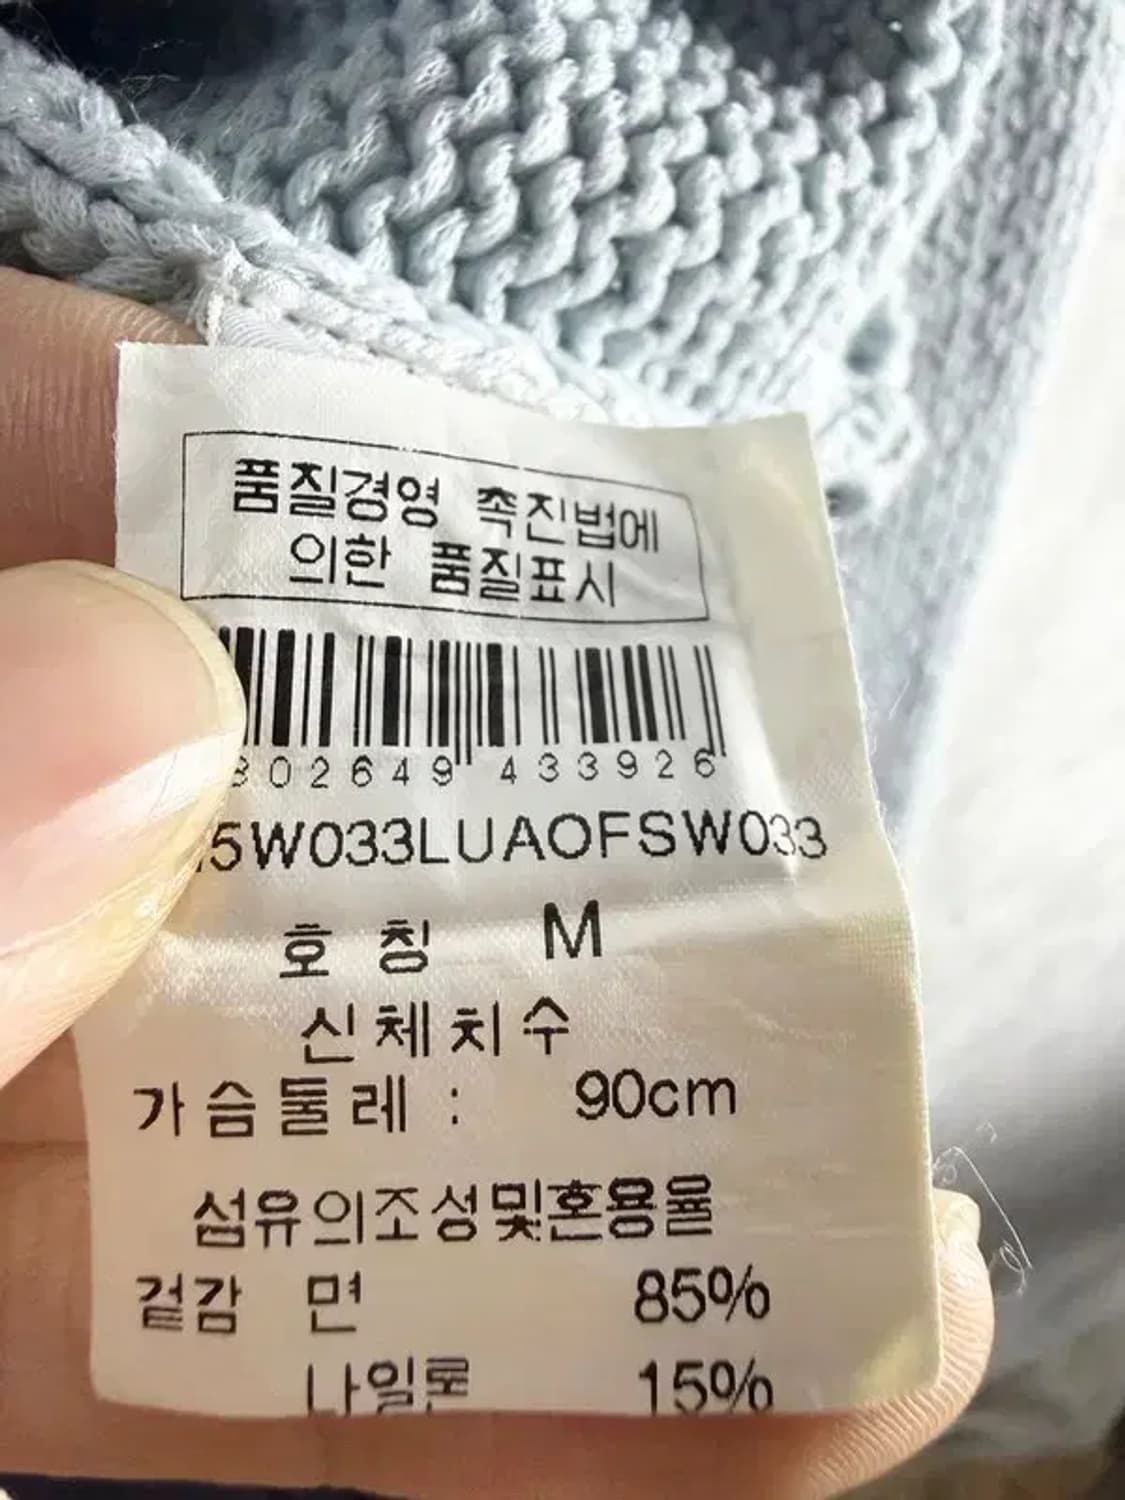 품질경영 촉진법에
의한 품질표시
802649 433926
5W033LUAOFSW033
호 칭 M
신체치수
가슴둘레 : 90cm
섬유의조성및혼용율
겉감 면 85%
나일론 15%